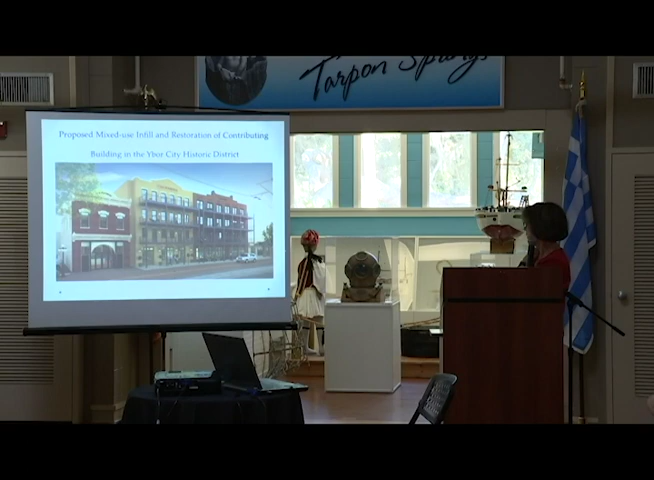 Tarpon Springs
Proposed Mixed-use Infill and Restoration of Contributing
Building in the Ybor City Historic District